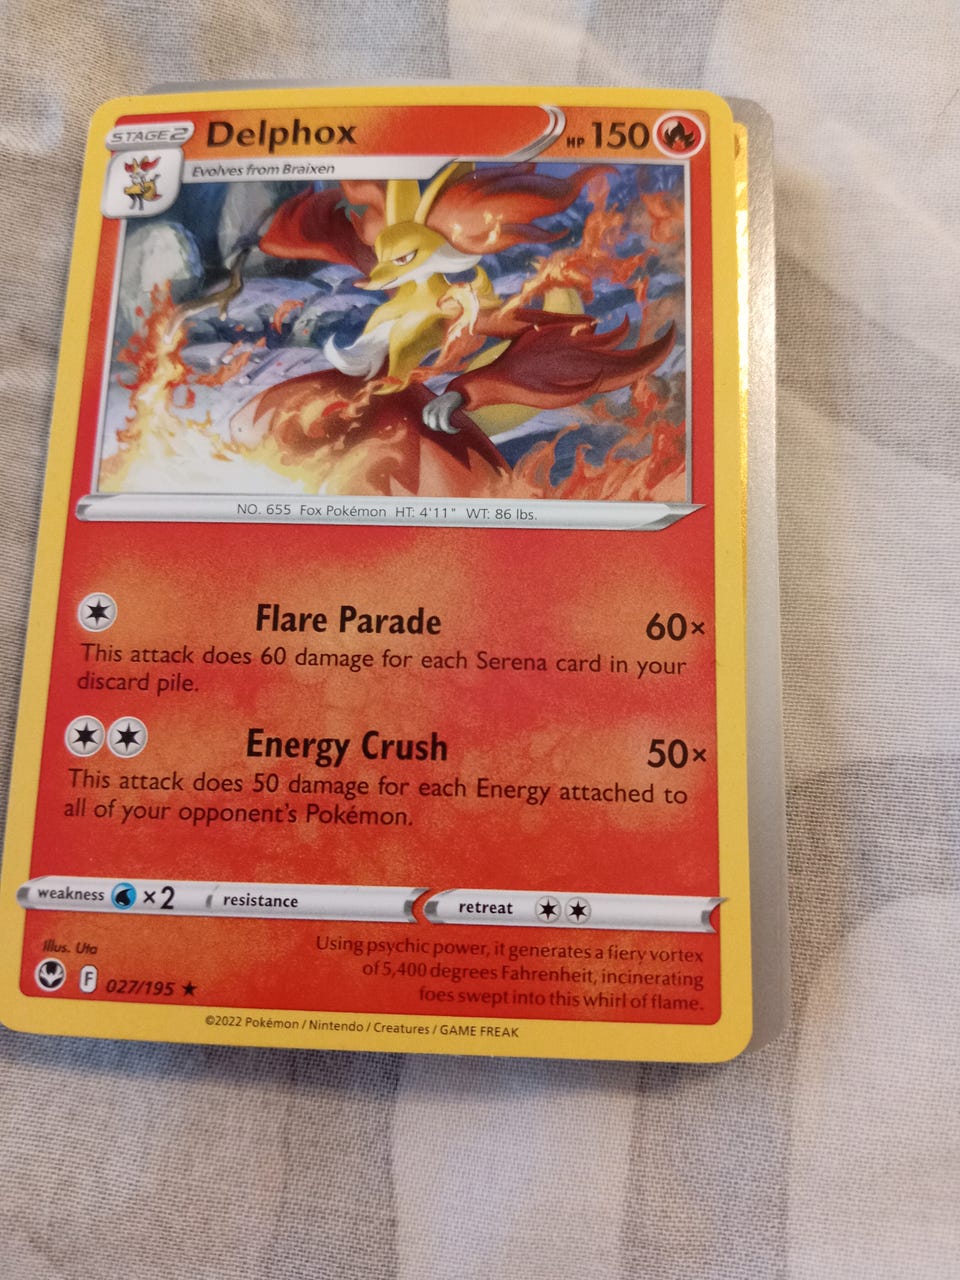 STAGE 2
Delphox
HP 150
Evolves from Braixen
NO. 655 Fox Pokémon HT: 4'11" WT: 86 lbs.
Flare Parade 60×
This attack does 60 damage for each Serena card in your
discard pile.
Energy Crush 50×
This attack does 50 damage for each Energy attached to
all of your opponent's Pokémon.
weakness ×2 resistance retreat
Illus. Uta
Using psychic power, it generates a fiery vortex
of 5,400 degrees Fahrenheit, incinerating
foes swept into this whirl of flame.
F 027/195 ★
©2022 Pokémon / Nintendo / Creatures / GAME FREAK